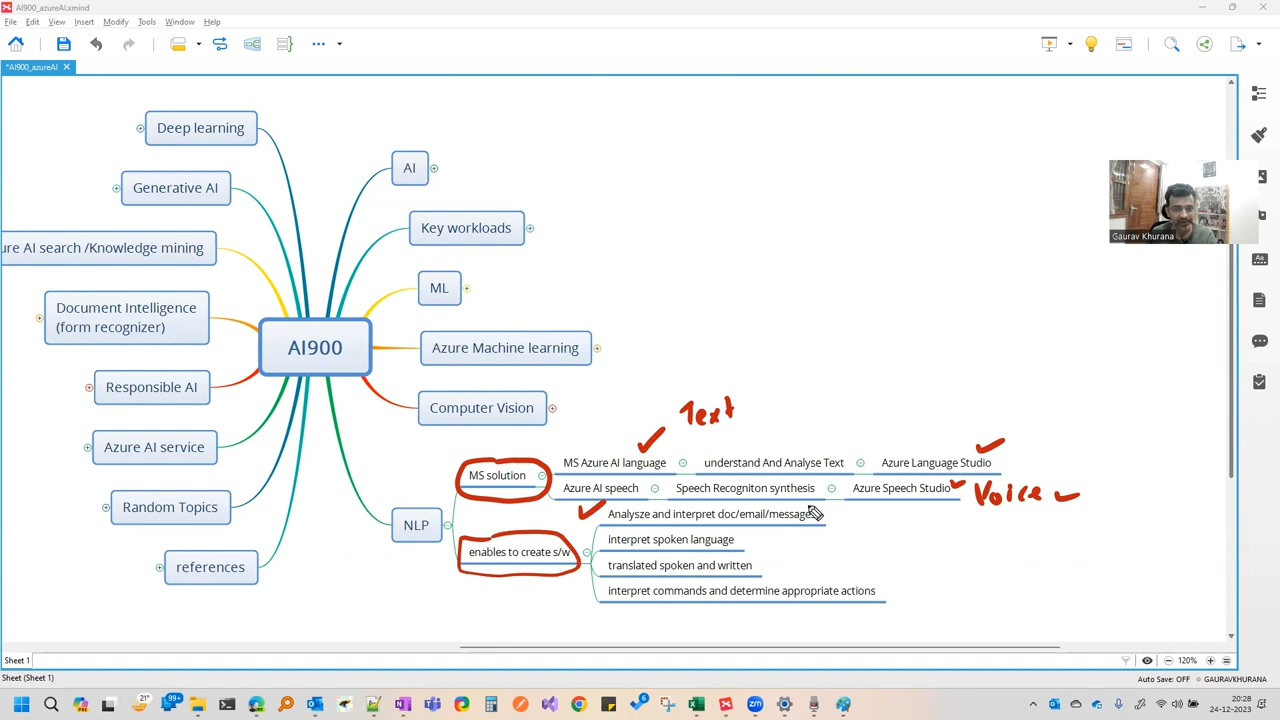 AI900_azureAI.xmind
File Edit View Insert Modify Tools Window Help
*AI900_azureAI
Deep learning
Generative AI
ure AI search /Knowledge mining
Document Intelligence
(form recognizer)
Responsible AI
Azure AI service
Random Topics
references
AI900
AI
Key workloads
ML
Azure Machine learning
Computer Vision
NLP
Text
MS solution
MS Azure AI language
understand And Analyse Text
Azure Language Studio
Azure AI speech
Speech Recogniton synthesis
Azure Speech Studio
Voice
enables to create s/w
Analysze and interpret doc/email/message
interpret spoken language
translated spoken and written
interpret commands and determine appropriate actions
Gaurav Khurana
Sheet 1
120%
Sheet (Sheet 1)
Auto Save: OFF
GAURAVKHURANA
21°
99+
6
20:28
24-12-2023